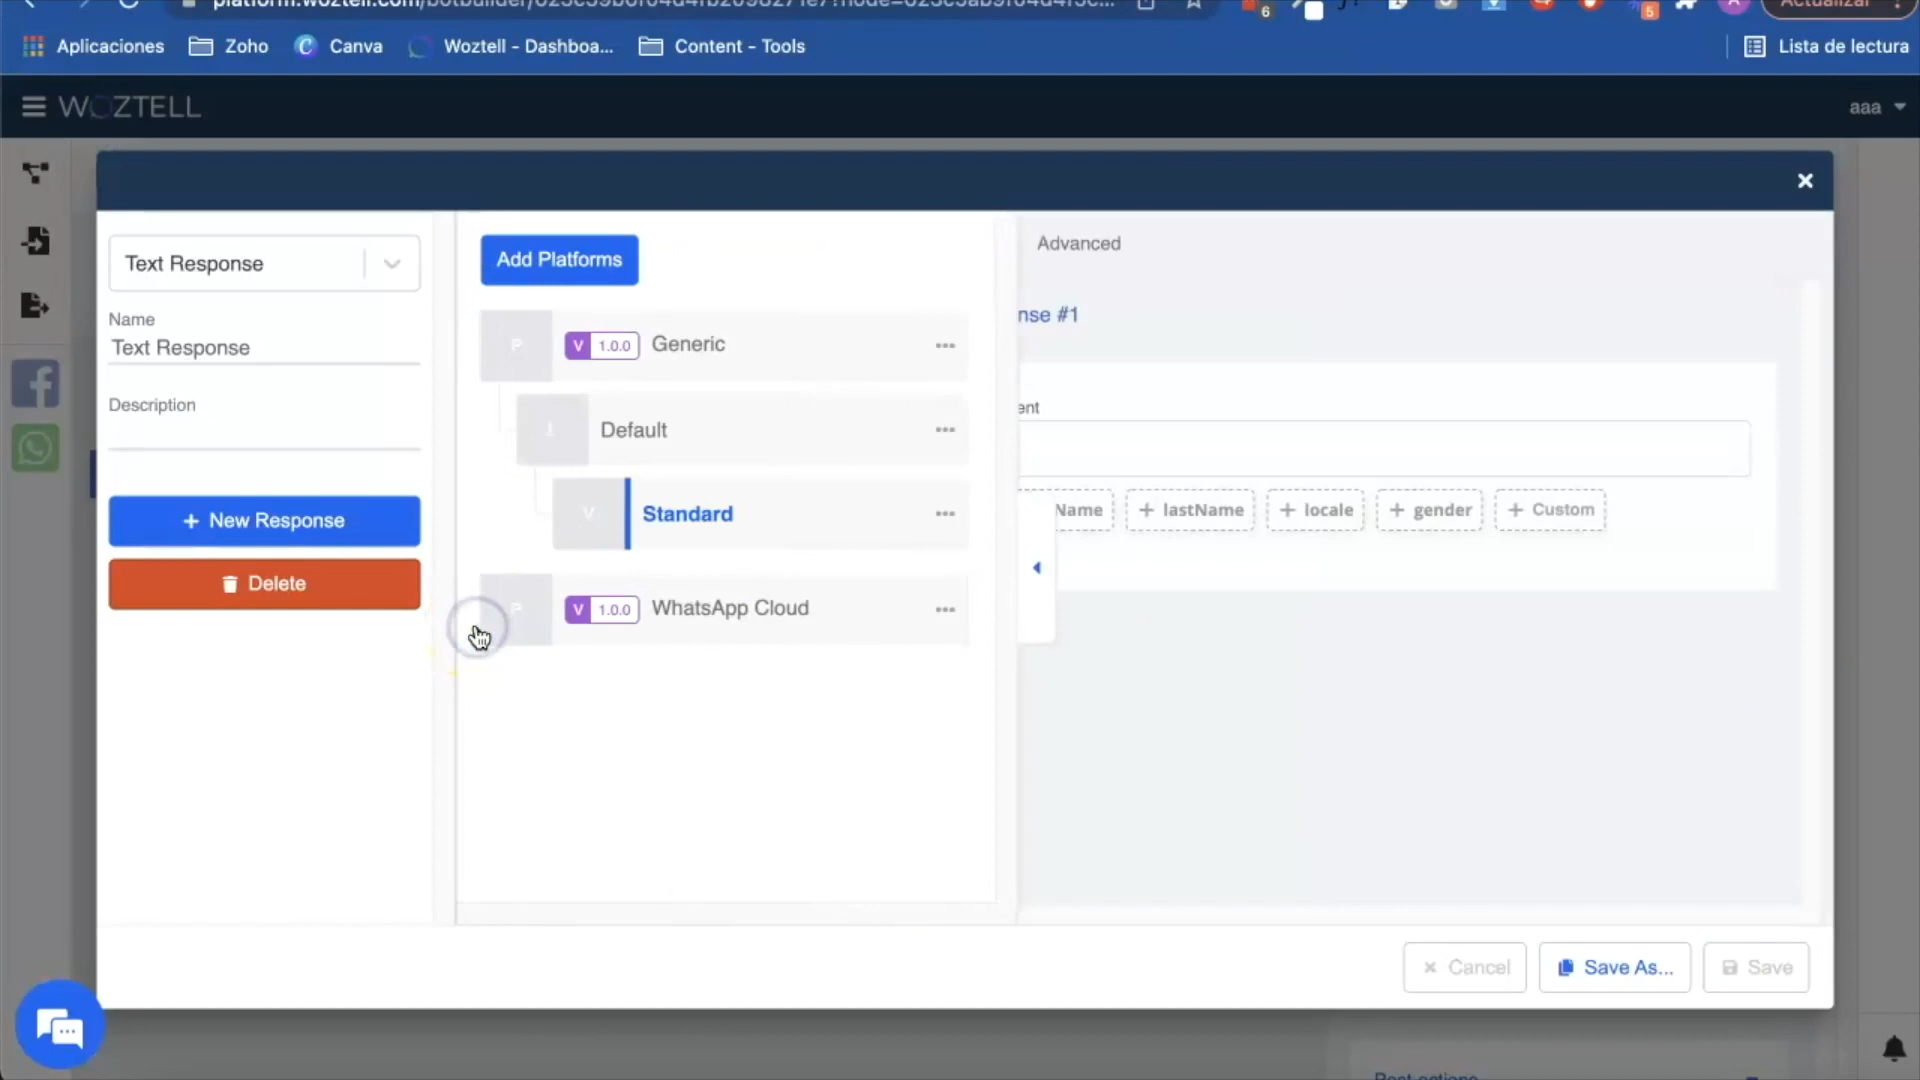 Aplicaciones
Zoho
Canva
Woztell - Dashboa...
Content - Tools
Lista de lectura
WOZTELL
aaa
Text Response
Name
Text Response
Description
+ New Response
Delete
Add Platforms
P
V 1.0.0
Generic
Default
V
Standard
P
V 1.0.0
WhatsApp Cloud
Advanced
nse #1
ent
Name
+ lastName
+ locale
+ gender
+ Custom
Cancel
Save As...
Save
6
5